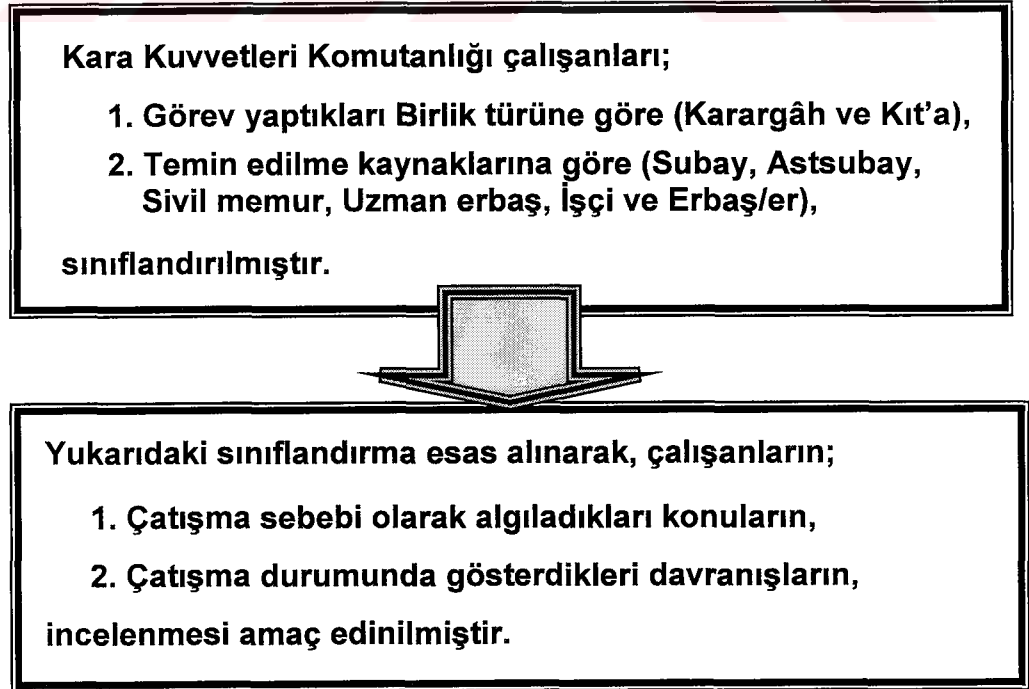 Kara Kuvvetleri Komutanlığı çalışanları;
1. Görev yaptıkları Birlik türüne göre (Karargâh ve Kıt'a),
2. Temin edilme kaynaklarına göre (Subay, Astsubay,
Sivil memur, Uzman erbaş, İşçi ve Erbaş/er),
sınıflandırılmıştır.
Yukarıdaki sınıflandırma esas alınarak, çalışanların;
1. Çatışma sebebi olarak algıladıkları konuların,
2. Çatışma durumunda gösterdikleri davranışların,
incelenmesi amaç edinilmiştir.